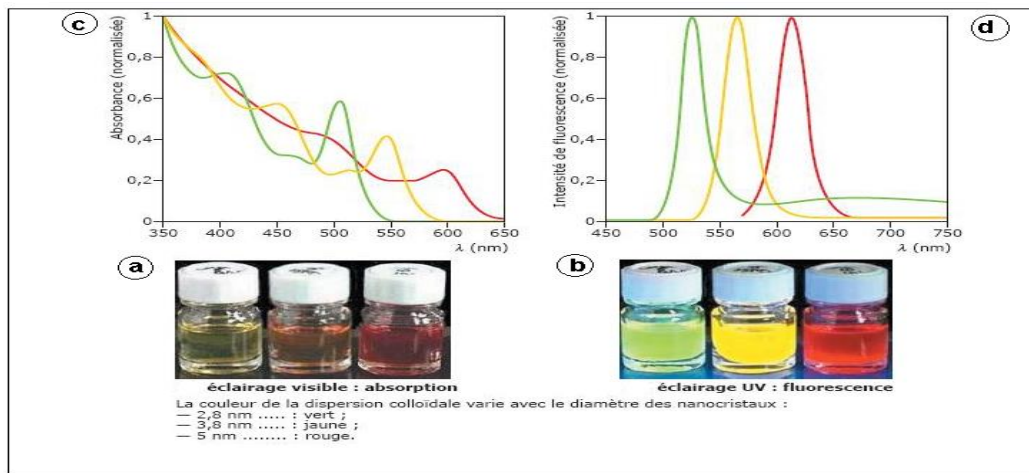 c
Absorbance (normalisée)
1
0,8
0,6
0,4
0,2
0
350 400 450 500 550 600 650
λ (nm)
d
Intensité de fluorescence (normalisée)
1
0,8
0,6
0,4
0,2
0
450 500 550 600 650 700 750
λ (nm)
a
éclairage visible : absorption
b
éclairage UV : fluorescence
La couleur de la dispersion colloïdale varie avec le diamètre des nanocristaux :
— 2,8 nm ..... : vert ;
— 3,8 nm ..... : jaune ;
— 5 nm ........ : rouge.